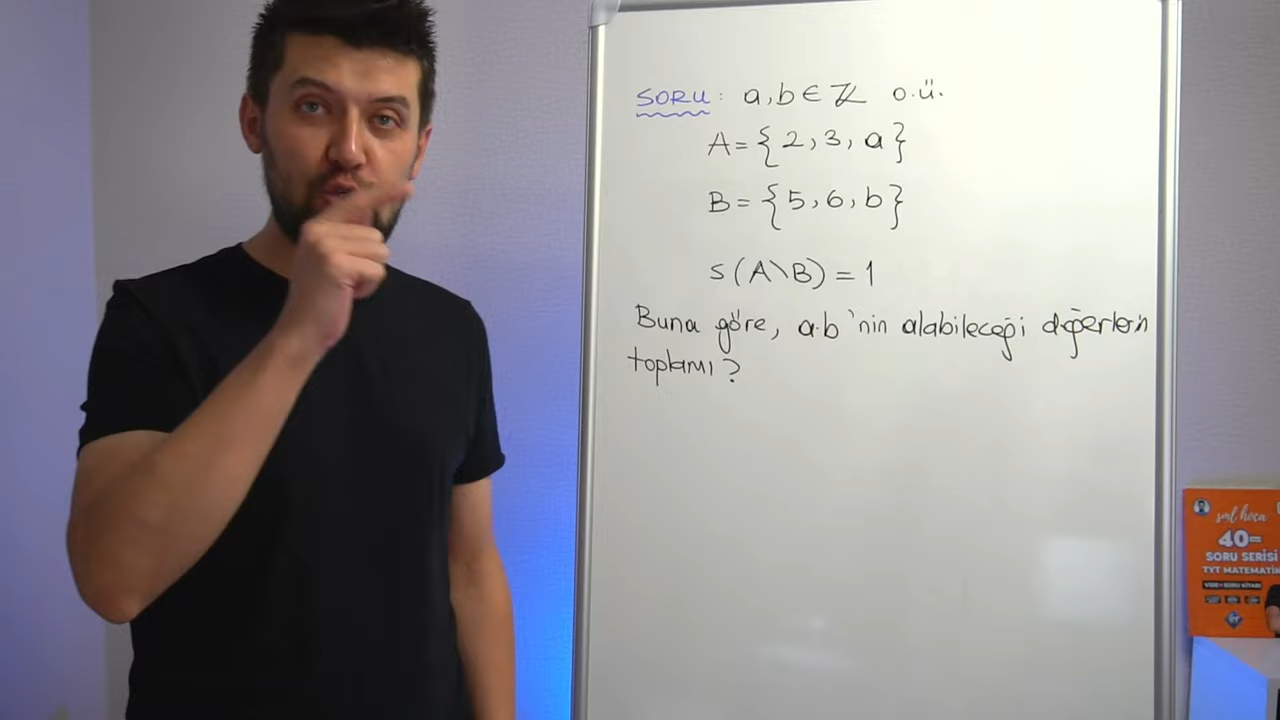 SORU: a,b ∈ ℤ o.ü.
A = {2, 3, a}
B = {5, 6, b}
s(A\B) = 1
Buna göre, a.b'nin alabileceği değerlerin
toplamı?
40
SORU SERİSİ
TYT MATEMATİK